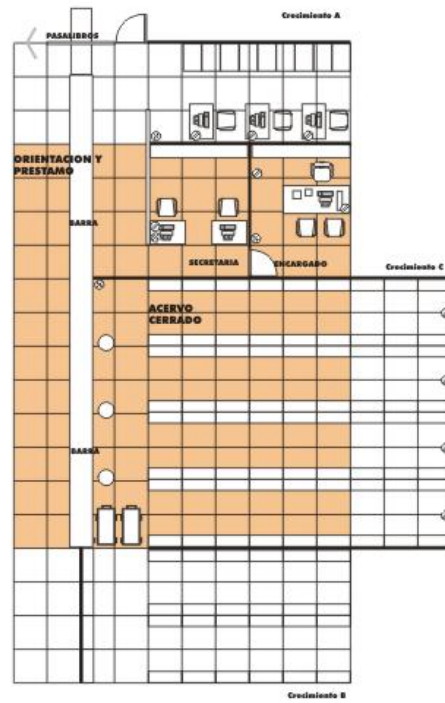 Crecimiento A
PASALIBROS
ORIENTACION Y
PRESTAMO
BARRA
SECRETARIA
ENCARGADO
Crecimiento C
ACERVO
CERRADO
BARRA
Crecimiento B